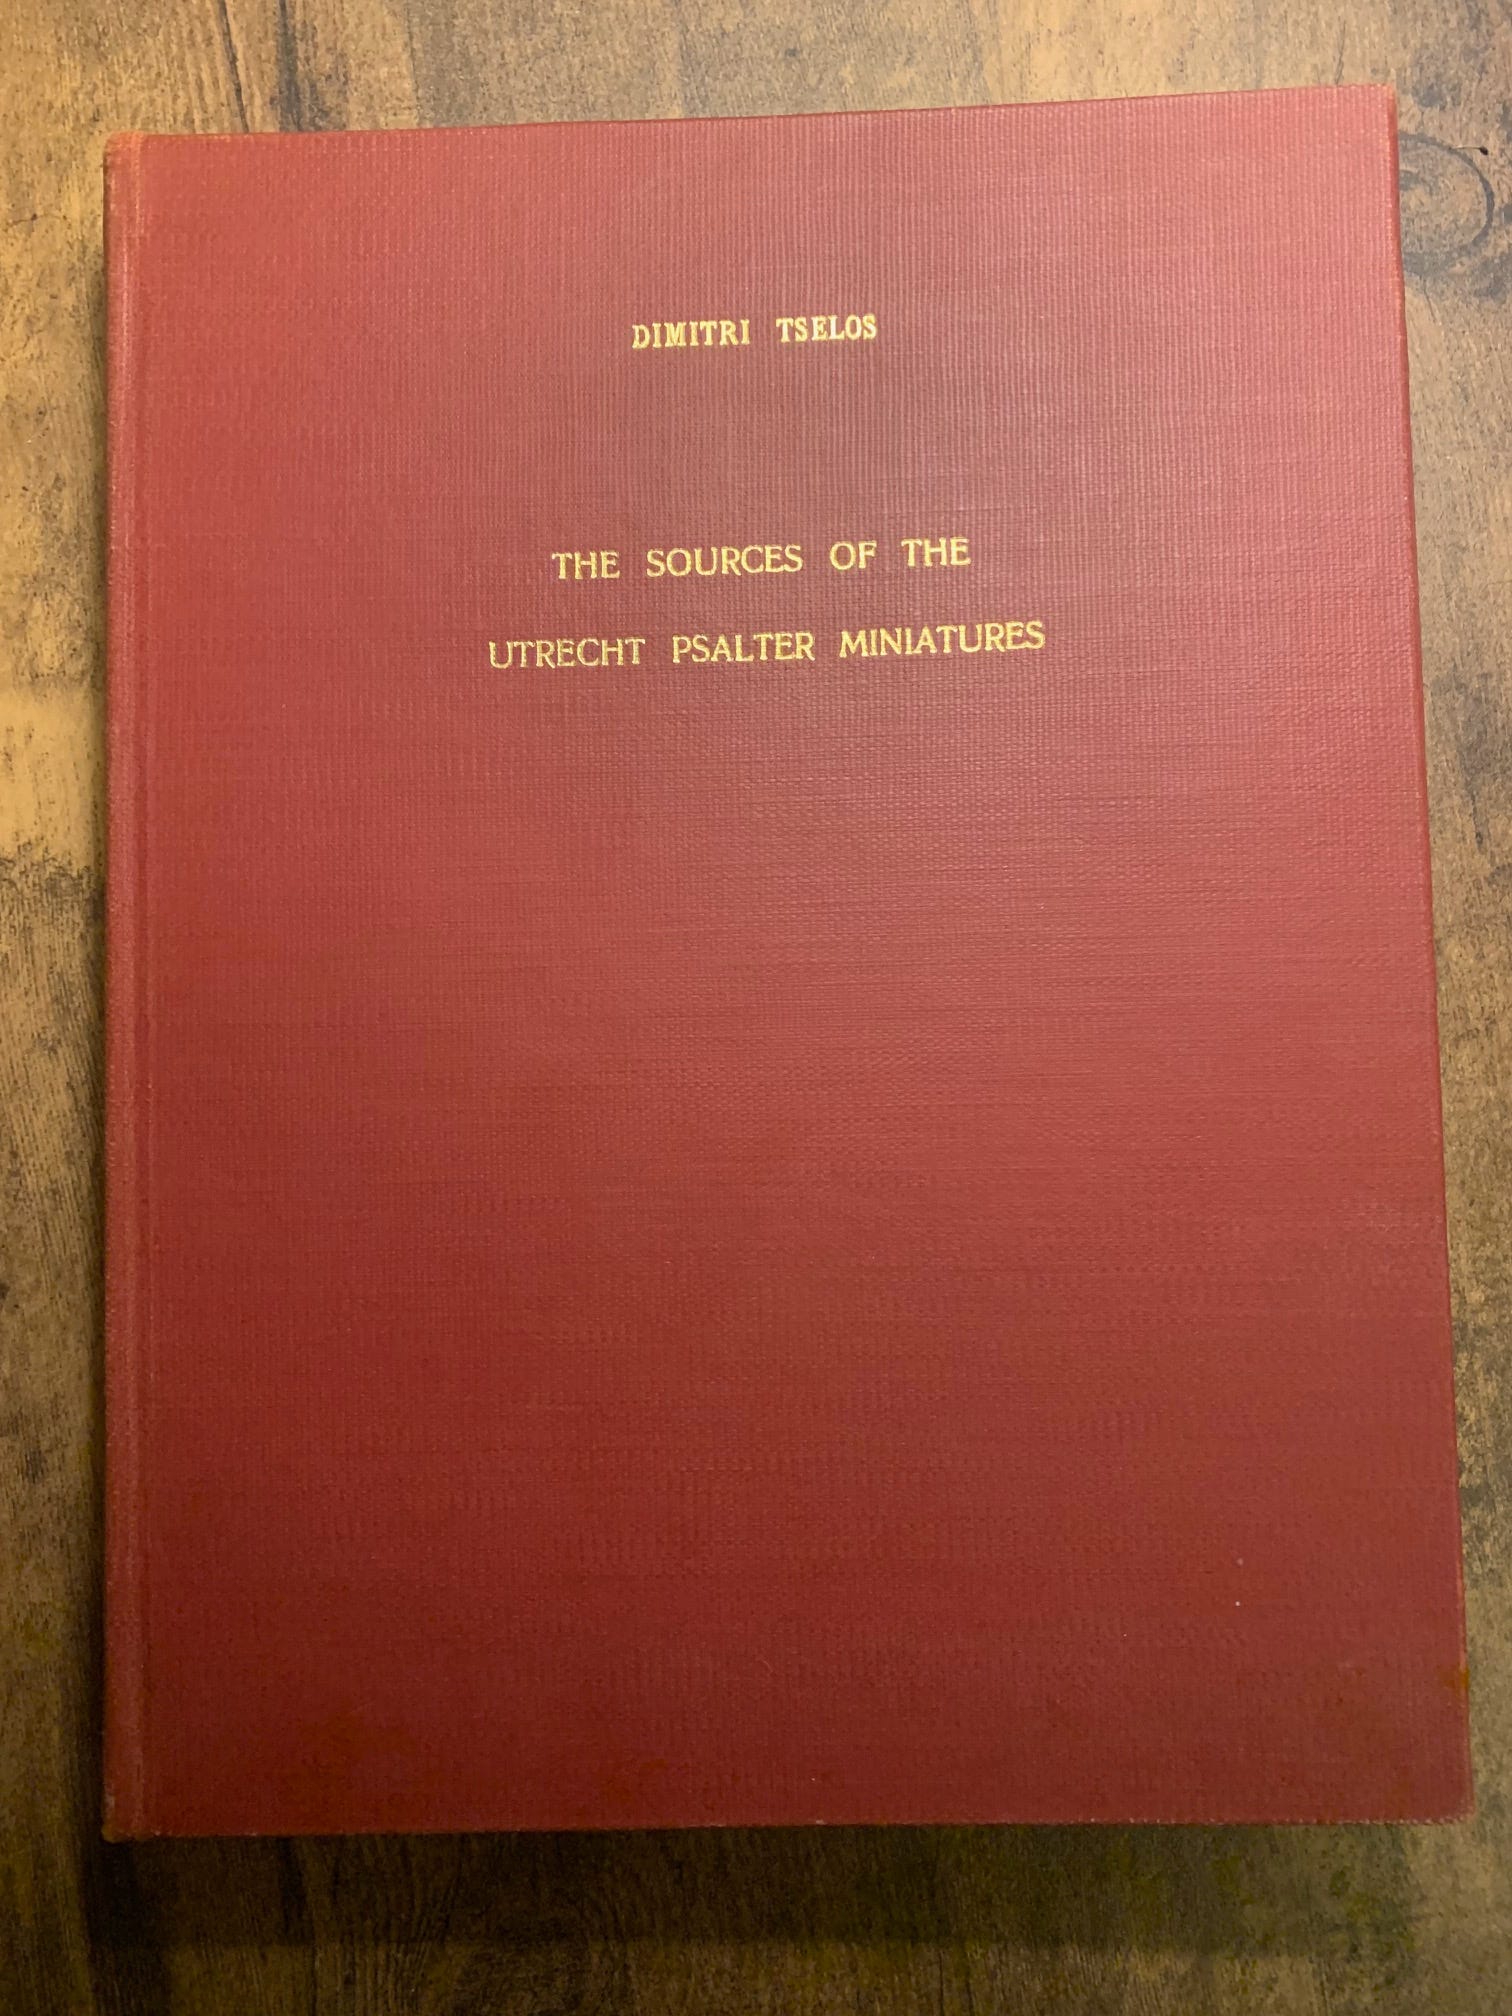 DIMITRI TSELOS
THE SOURCES OF THE
UTRECHT PSALTER MINIATURES